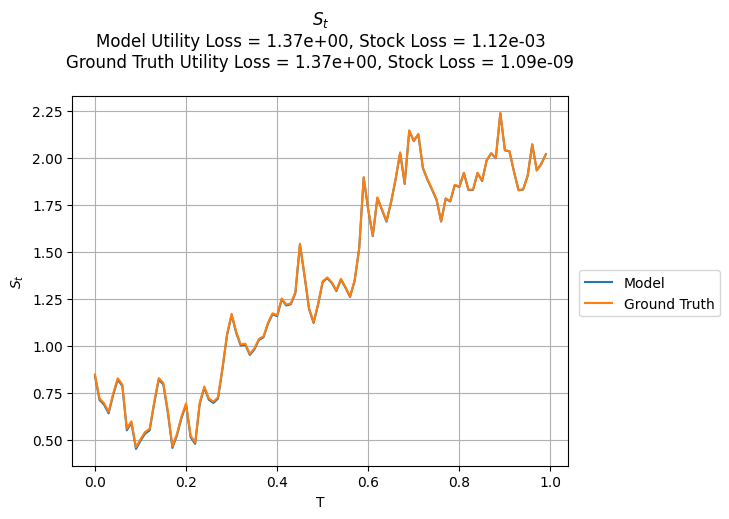 S_t
Model Utility Loss = 1.37e+00, Stock Loss = 1.12e-03
Ground Truth Utility Loss = 1.37e+00, Stock Loss = 1.09e-09
2.25
2.00
1.75
1.50
1.25
1.00
0.75
0.50
S_t
0.0 0.2 0.4 0.6 0.8 1.0
T
Model
Ground Truth